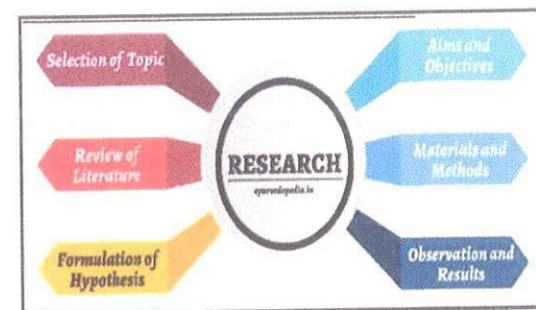 Selection of Topic
Review of
Literature
Formulation of
Hypothesis
RESEARCH
ayurvedapedia.in
Aims and
Objectives
Materials and
Methods
Observation and
Results